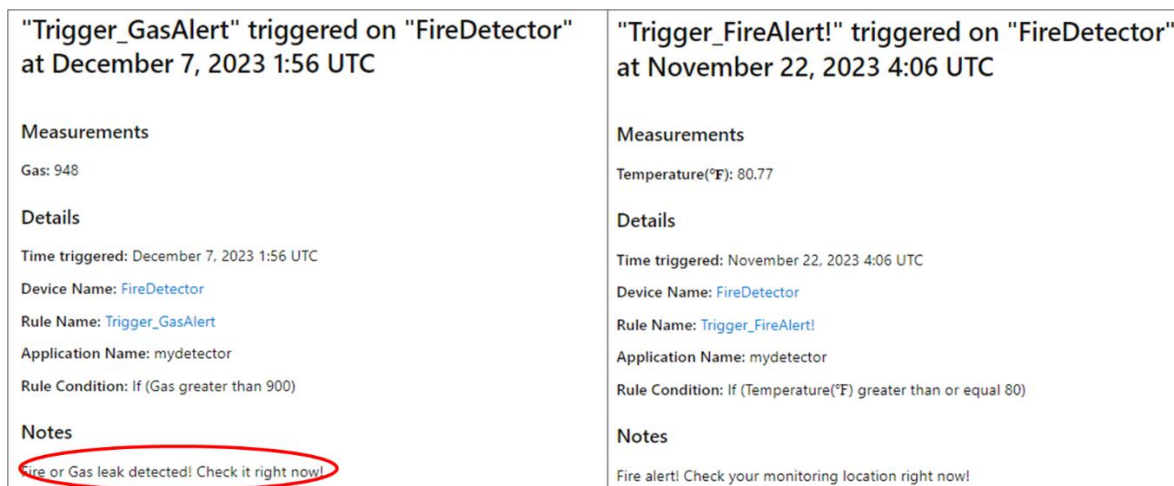 "Trigger_GasAlert" triggered on "FireDetector"
at December 7, 2023 1:56 UTC
Measurements
Gas: 948
Details
Time triggered: December 7, 2023 1:56 UTC
Device Name: FireDetector
Rule Name: Trigger_GasAlert
Application Name: mydetector
Rule Condition: If (Gas greater than 900)
Notes
Fire or Gas leak detected! Check it right now!
"Trigger_FireAlert!" triggered on "FireDetector"
at November 22, 2023 4:06 UTC
Measurements
Temperature(°F): 80.77
Details
Time triggered: November 22, 2023 4:06 UTC
Device Name: FireDetector
Rule Name: Trigger_FireAlert!
Application Name: mydetector
Rule Condition: If (Temperature(°F) greater than or equal 80)
Notes
Fire alert! Check your monitoring location right now!